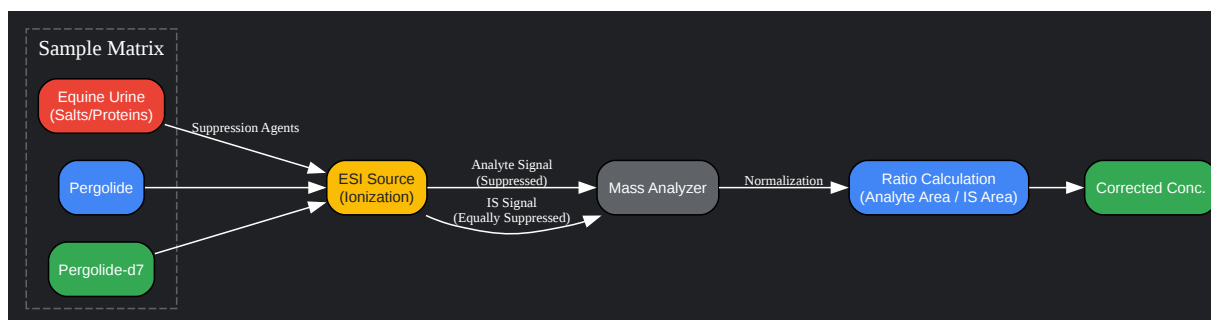 Sample Matrix
Equine Urine
(Salts/Proteins)
Suppression Agents
Pergolide
Pergolide-d7
ESI Source
(Ionization)
Analyte Signal
(Suppressed)
IS Signal
(Equally Suppressed)
Mass Analyzer
Normalization
Ratio Calculation
(Analyte Area / IS Area)
Corrected Conc.